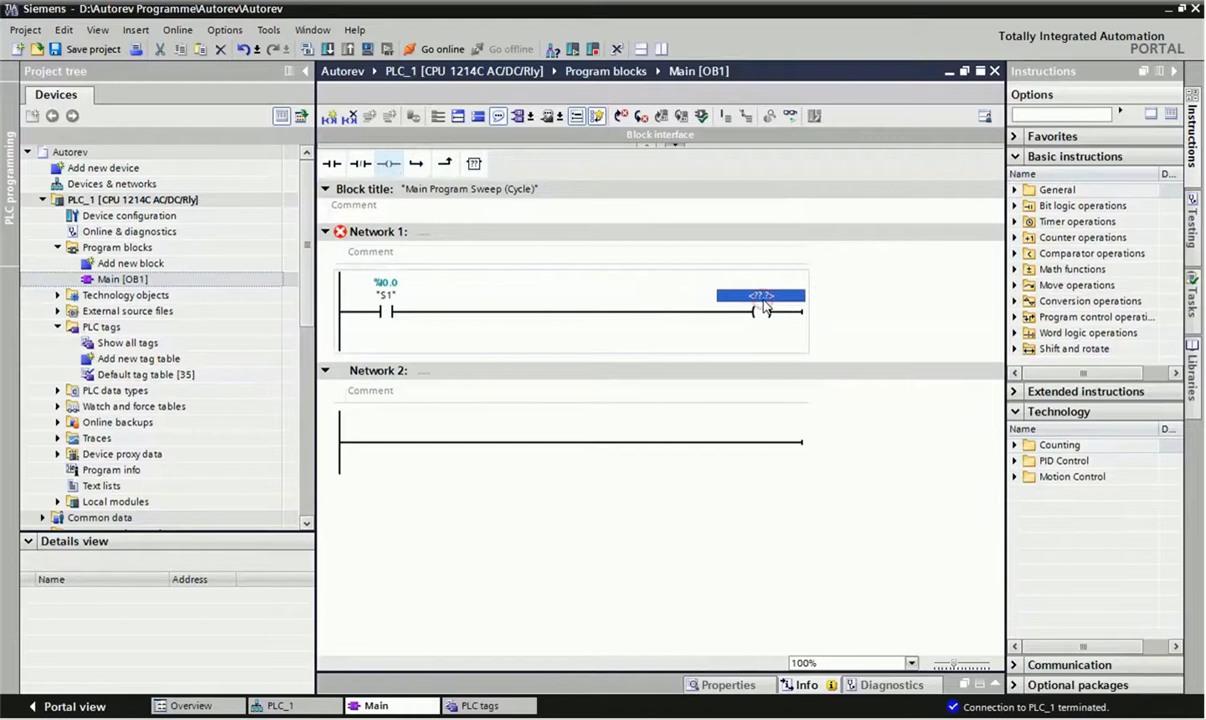 Siemens - D:\Autorev Programme\Autorev\Autorev
Project Edit View Insert Online Options Window Help
Totally Integrated Automation
PORTAL
Save project Go online Go offline
Project tree
Autorev PLC_1 [CPU 1214C AC/DC/Rly] Program blocks Main [OB1]
Instructions
Devices
Options
PLC programming
Block interface
Favorites
Basic instructions
Name D...
General
Bit logic operations
Timer operations
Counter operations
Comparator operations
Math functions
Move operations
Conversion operations
Program control operati...
Word logic operations
Shift and rotate
Extended instructions
Technology
Name D...
Counting
PID Control
Motion Control
Communication
Optional packages
Instructions
Testing
Tasks
Libraries
Autorev
Add new device
Devices & networks
PLC_1 [CPU 1214C AC/DC/Rly]
Device configuration
Online & diagnostics
Program blocks
Add new block
Main [OB1]
Technology objects
External source files
PLC tags
Show all tags
Add new tag table
Default tag table [35]
PLC data types
Watch and force tables
Online backups
Traces
Device proxy data
Program info
Text lists
Local modules
Common data
Details view
Name Address
Block title: "Main Program Sweep (Cycle)"
Comment
Network 1: .....
Comment
%I0.0
"S1"
<??.?>
Network 2: .....
Comment
100%
Properties Info Diagnostics
Portal view Overview PLC_1 Main PLC tags
Connection to PLC_1 terminated.